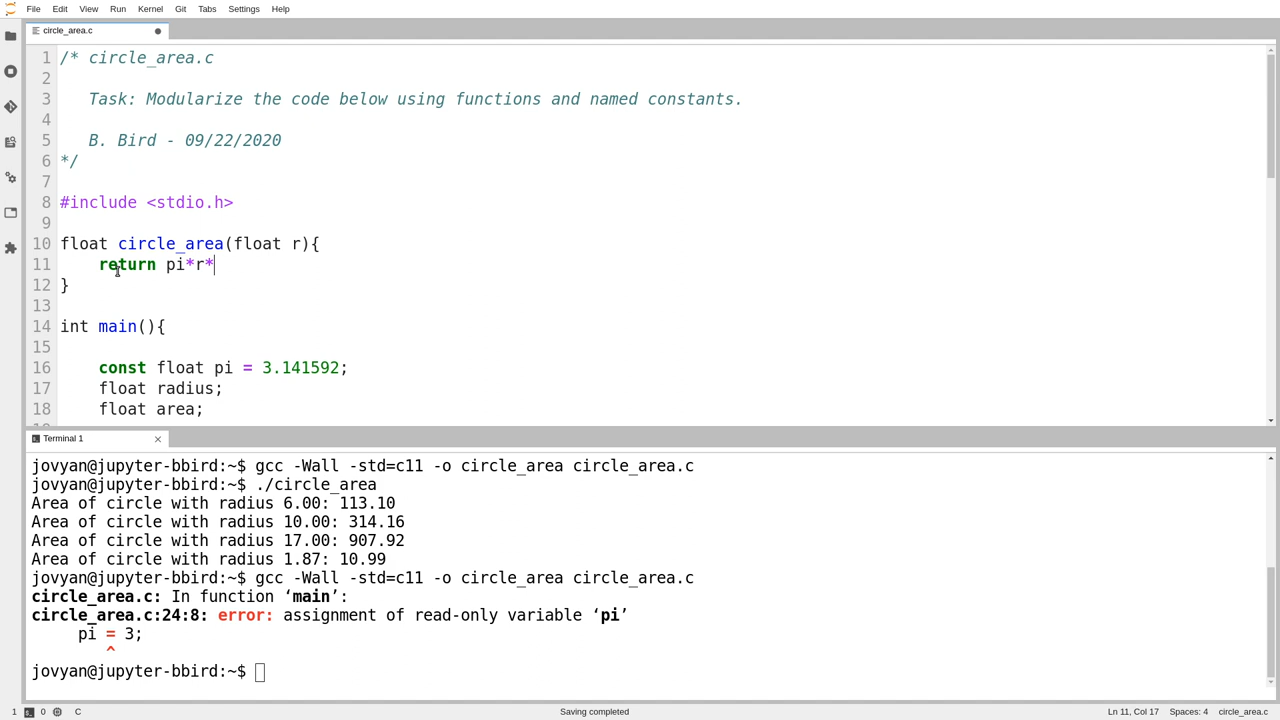 File Edit View Run Kernel Git Tabs Settings Help
circle_area.c
1 /* circle_area.c
2
3 Task: Modularize the code below using functions and named constants.
4
5 B. Bird - 09/22/2020
6 */
7
8 #include <stdio.h>
9
10 float circle_area(float r){
11 return pi*r*
12 }
13
14 int main(){
15
16 const float pi = 3.141592;
17 float radius;
18 float area;
Terminal 1
jovyan@jupyter-bbird:~$ gcc -Wall -std=c11 -o circle_area circle_area.c
jovyan@jupyter-bbird:~$ ./circle_area
Area of circle with radius 6.00: 113.10
Area of circle with radius 10.00: 314.16
Area of circle with radius 17.00: 907.92
Area of circle with radius 1.87: 10.99
jovyan@jupyter-bbird:~$ gcc -Wall -std=c11 -o circle_area circle_area.c
circle_area.c: In function ‘main’:
circle_area.c:24:8: error: assignment of read-only variable ‘pi’
pi = 3;
^
jovyan@jupyter-bbird:~$
1 0 C Saving completed Ln 11, Col 17 Spaces: 4 circle_area.c